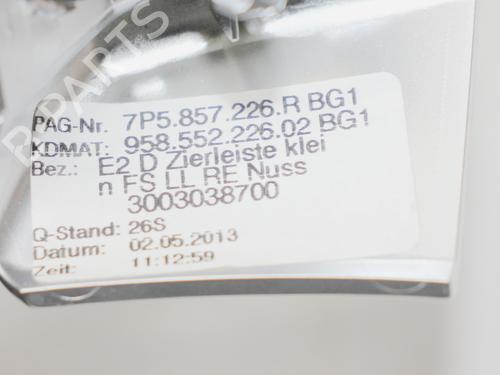 B PARTS
PAG-Nr. 7P5.857.226.R BG1
KDMAT: 958.552.226.02 BG1
Bez.: E2 D Zierleiste klei
n FS LL RE Nuss
3003038700
Q-Stand: 26S
Datum: 02.05.2013
Zeit: 11:12:59